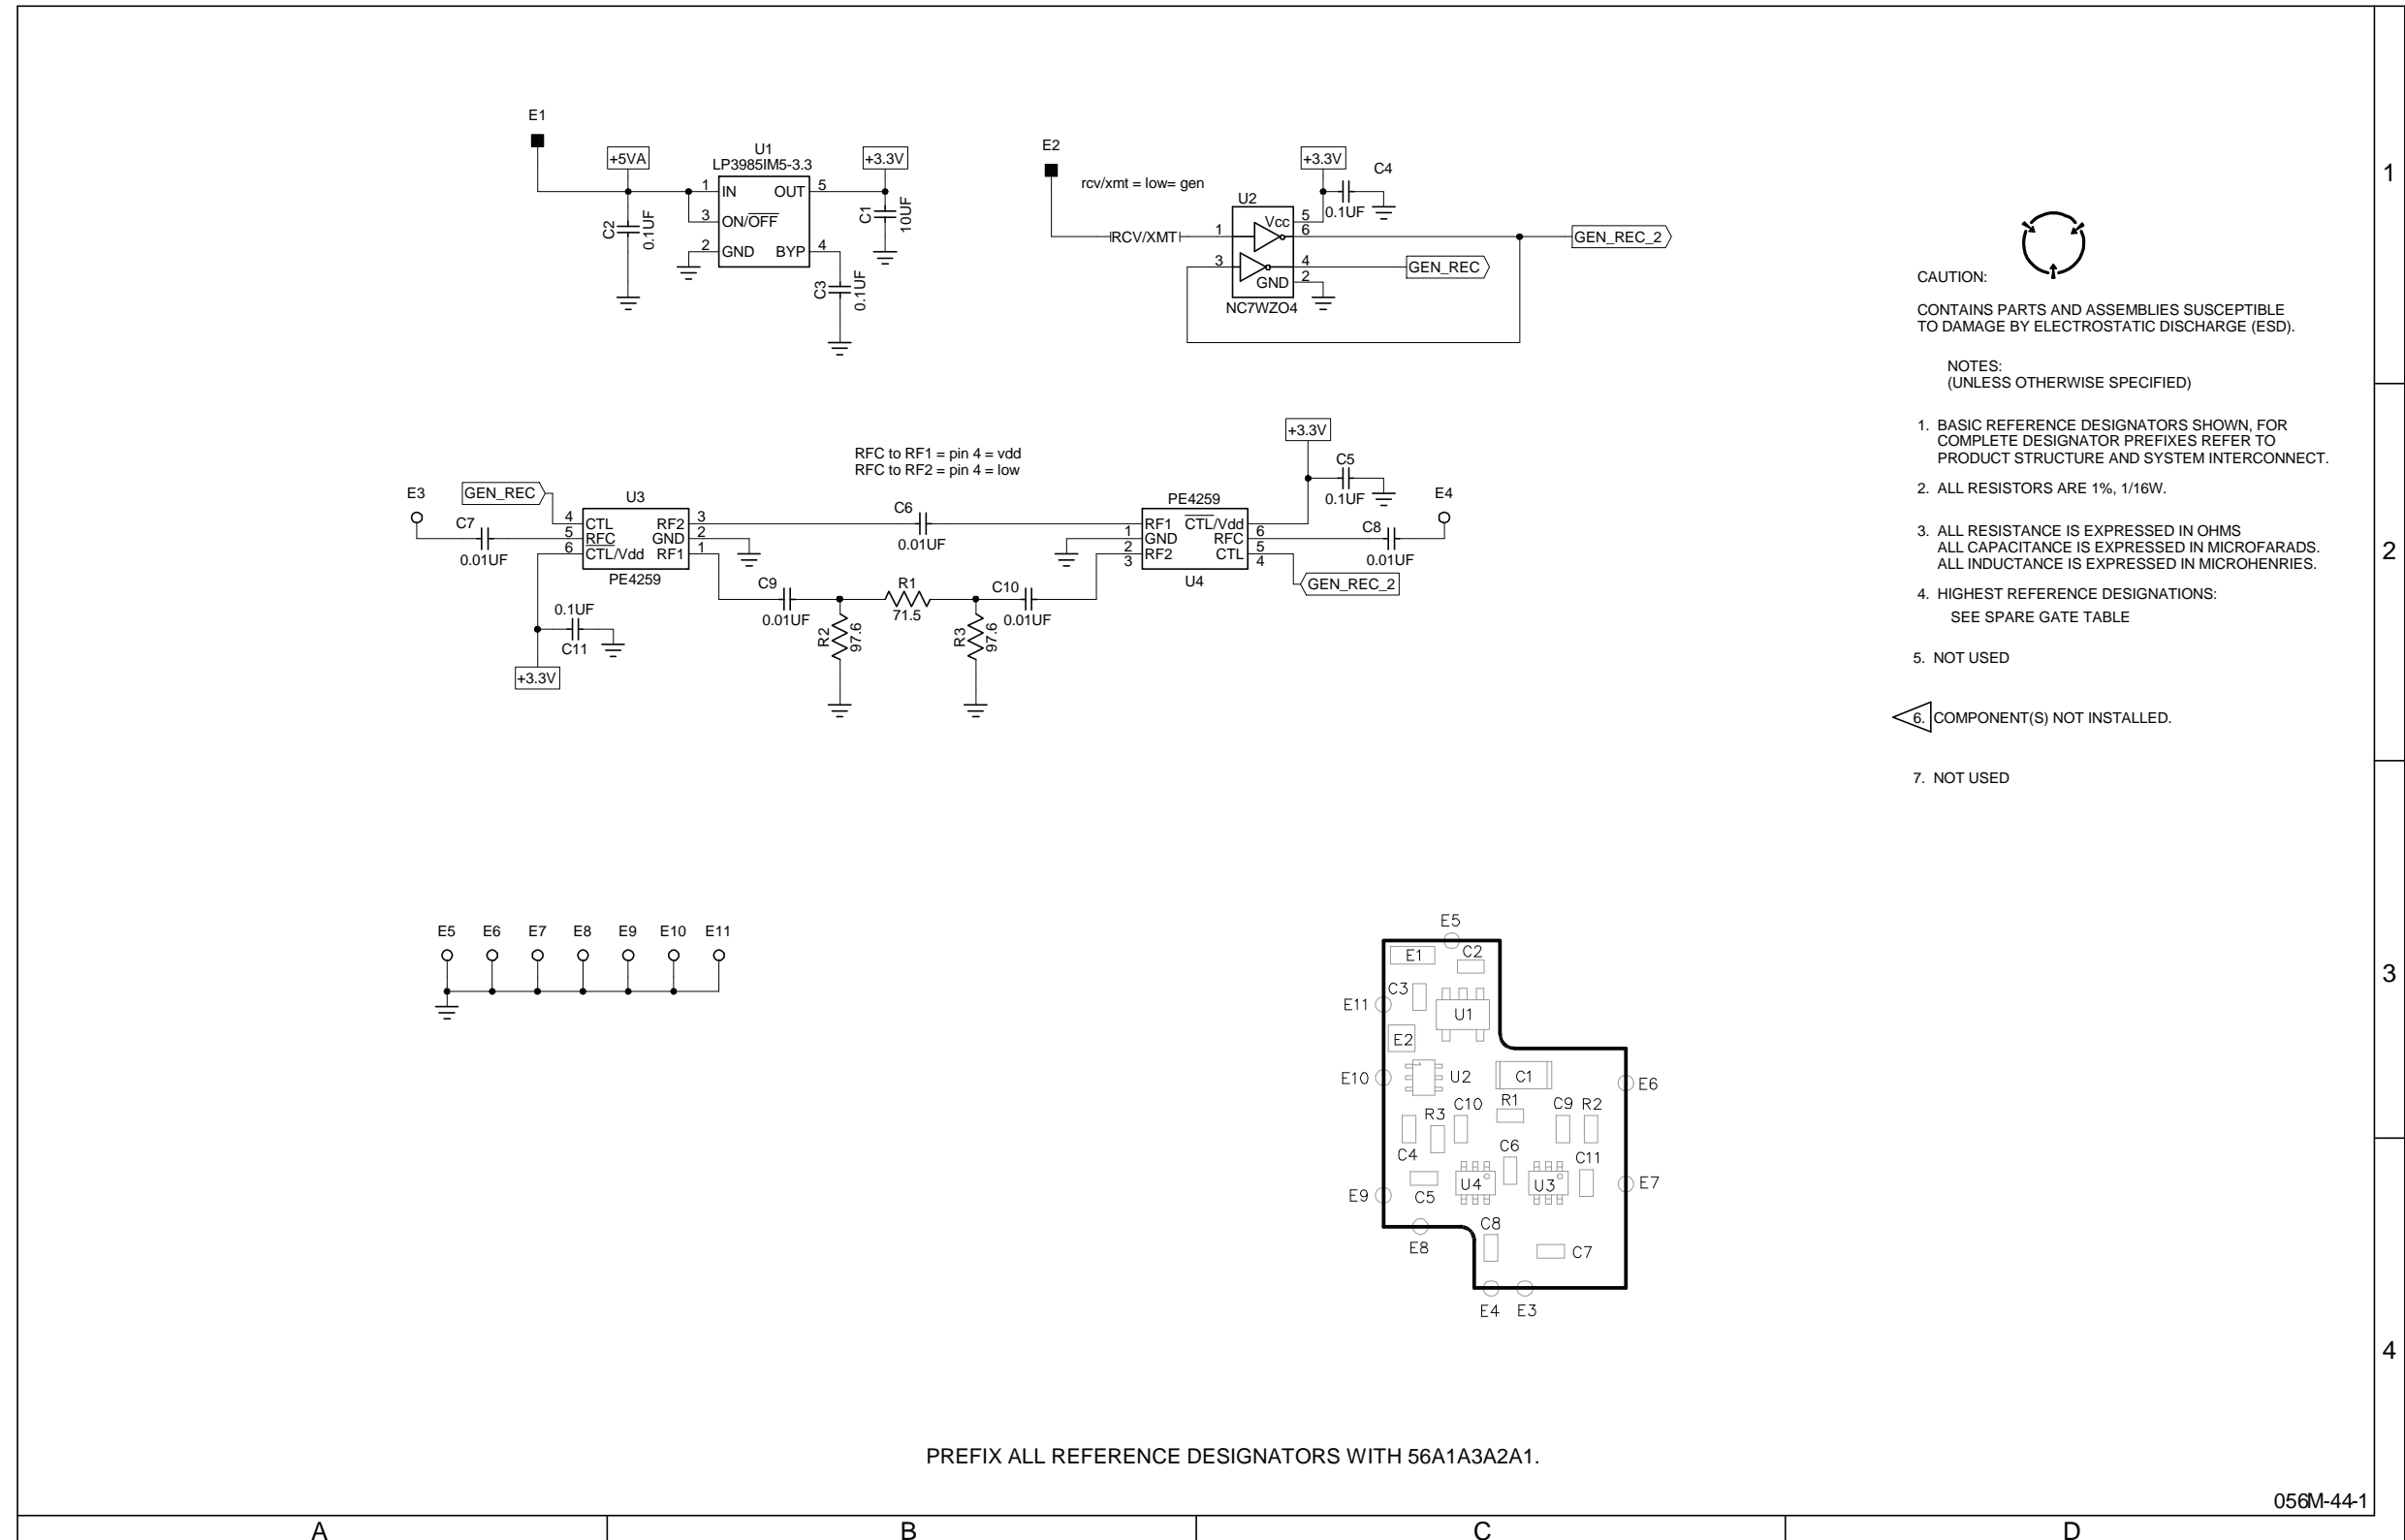 E1
+5VA
U1
LP3985IM5-3.3
+3.3V
1 IN OUT 5
3 ON/OFF
2 GND BYP 4
C2
0.1UF
C1
10UF
C3
0.1UF
E2
rcv/xmt = low= gen
+3.3V
C4
0.1UF
U2
Vcc 5
RCV/XMT 1 6 GEN_REC_2
3 4 GEN_REC
GND 2
NC7WZO4
RFC to RF1 = pin 4 = vdd
RFC to RF2 = pin 4 = low
E3
GEN_REC
C7
0.01UF
U3
4 CTL RF2 3
5 RFC GND 2
6 CTL/Vdd RF1 1
PE4259
0.1UF
C11
+3.3V
C6
0.01UF
C9
0.01UF
R1
71.5
C10
0.01UF
R2
97.6
R3
97.6
+3.3V
C5
0.1UF
PE4259
RF1 CTL/Vdd
1 GND RFC 6
2 RF2 CTL 5
3 4
U4
C8
0.01UF
E4
GEN_REC_2
CAUTION:
CONTAINS PARTS AND ASSEMBLIES SUSCEPTIBLE
TO DAMAGE BY ELECTROSTATIC DISCHARGE (ESD).
NOTES:
(UNLESS OTHERWISE SPECIFIED)
1. BASIC REFERENCE DESIGNATORS SHOWN, FOR
COMPLETE DESIGNATOR PREFIXES REFER TO
PRODUCT STRUCTURE AND SYSTEM INTERCONNECT.
2. ALL RESISTORS ARE 1%, 1/16W.
3. ALL RESISTANCE IS EXPRESSED IN OHMS
ALL CAPACITANCE IS EXPRESSED IN MICROFARADS.
ALL INDUCTANCE IS EXPRESSED IN MICROHENRIES.
4. HIGHEST REFERENCE DESIGNATIONS:
SEE SPARE GATE TABLE
5. NOT USED
6. COMPONENT(S) NOT INSTALLED.
7. NOT USED
E5 E6 E7 E8 E9 E10 E11
E5
E1 C2
C3
E11 U1
E2
E10 U2 C1 E6
R3 C10 R1 C9 R2
C4 C6 C11
U4 U3 E7
E9 C5
C8
E8 C7
E4 E3
PREFIX ALL REFERENCE DESIGNATORS WITH 56A1A3A2A1.
056M-44-1
1
2
3
4
A B C D